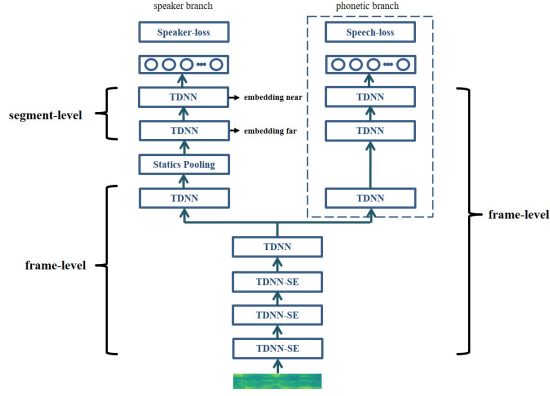 speaker branch
phonetic branch
Speaker-loss
Speech-loss
TDNN
embedding near
TDNN
segment-level
TDNN
embedding far
TDNN
Statics Pooling
TDNN
TDNN
frame-level
TDNN
frame-level
TDNN-SE
TDNN-SE
TDNN-SE